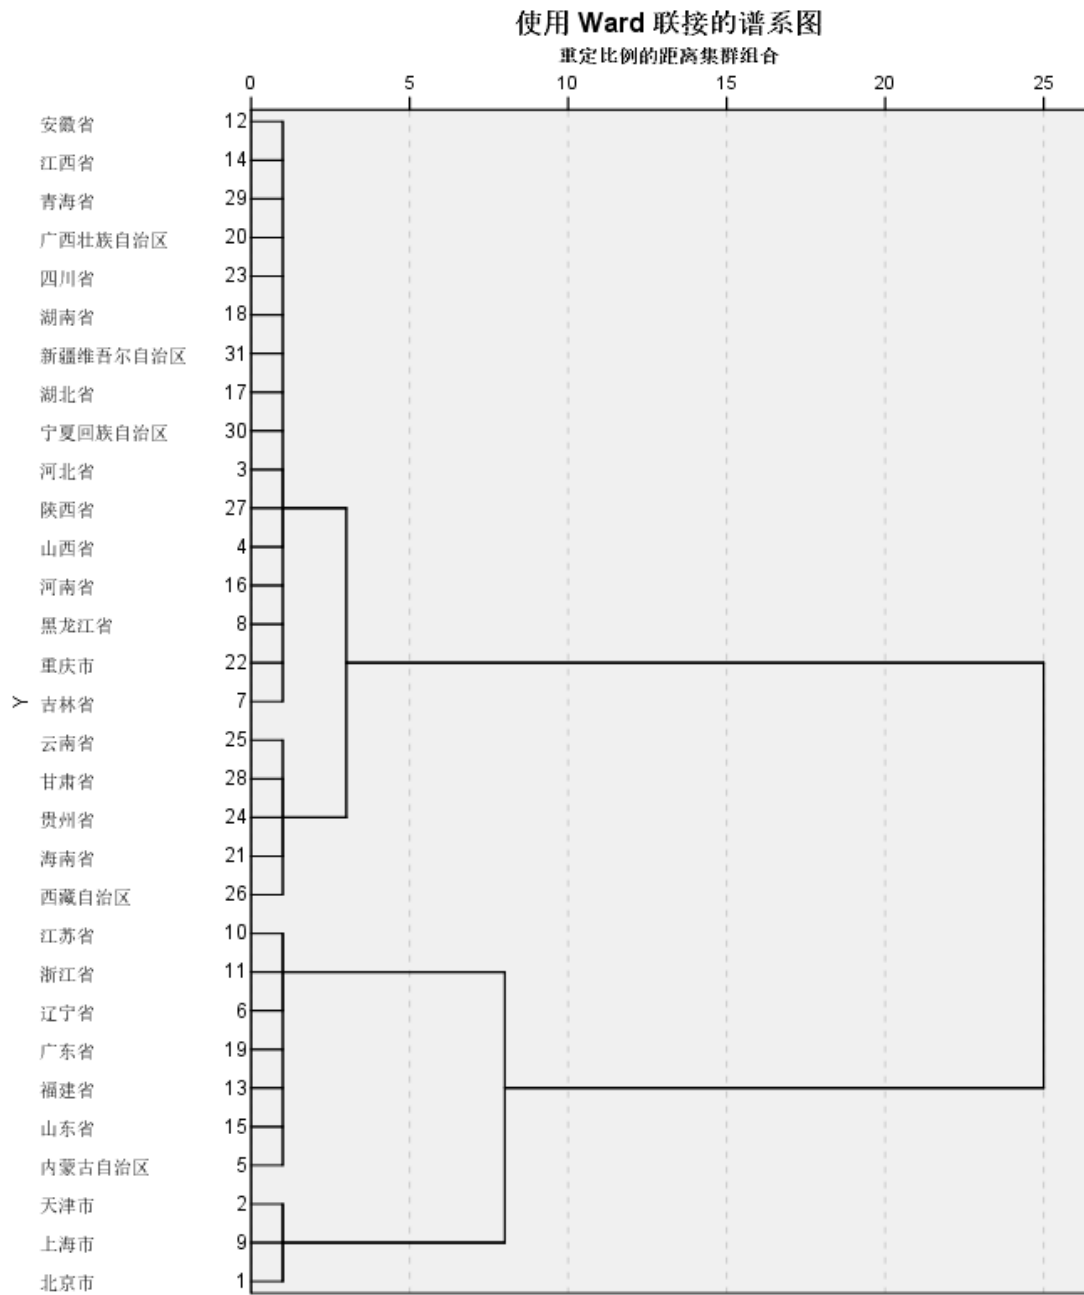 使用 Ward 联接的谱系图
重定比例的距离集群组合
0 5 10 15 20 25
安徽省 12
江西省 14
青海省 29
广西壮族自治区 20
四川省 23
湖南省 18
新疆维吾尔自治区 31
湖北省 17
宁夏回族自治区 30
河北省 3
陕西省 27
山西省 4
河南省 16
黑龙江省 8
重庆市 22
Y
吉林省 7
云南省 25
甘肃省 28
贵州省 24
海南省 21
西藏自治区 26
江苏省 10
浙江省 11
辽宁省 6
广东省 19
福建省 13
山东省 15
内蒙古自治区 5
天津市 2
上海市 9
北京市 1